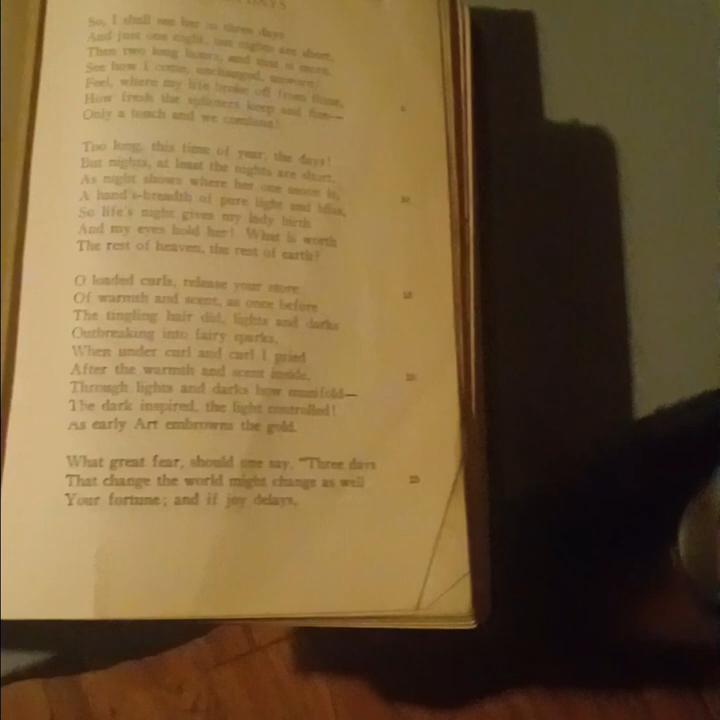 DAYS
So, I shall see her in three days
And just one night, but nights are short,
Then two long hours, and that is morn.
See how I come, unchanged, unworn!
Feel, where my life broke off from thine,
How fresh the splinters keep and fine—
5
Only a touch and we combine!
Too long, this time of year, the days!
But nights, at least the nights are short.
As night shows where her one moon is,
A hand's-breadth of pure light and bliss,
10
So life's night gives my lady birth
And my eyes hold her! What is worth
The rest of heaven, the rest of earth?
O loaded curls, release your store
Of warmth and scent, as once before
15
The tingling hair did, lights and darks
Outbreaking into fairy sparks,
When under curl and curl I pried
After the warmth and scent inside,
20
Through lights and darks how manifold—
The dark inspired, the light controlled!
As early Art embrowns the gold.
What great fear, should one say, "Three days
That change the world might change as well
25
Your fortune; and if joy delays,